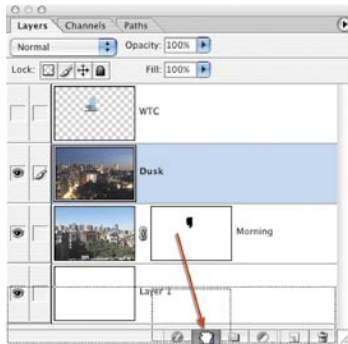 Layers Channels Paths
Normal Opacity: 100%
Lock: Fill: 100%
WTC
Dusk
Morning
Layer 1